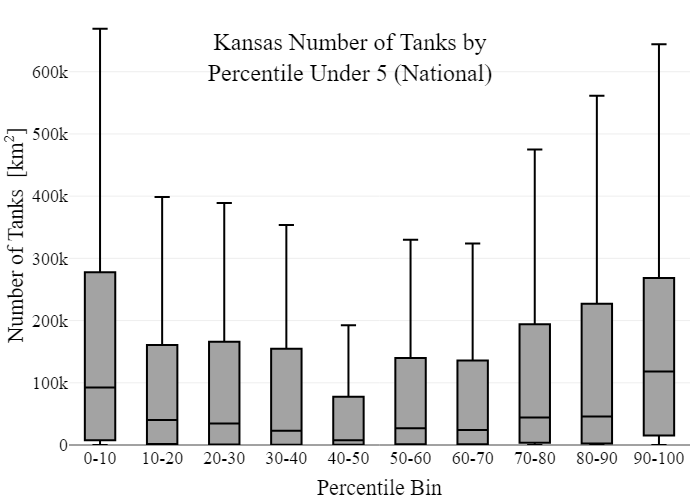 Kansas Number of Tanks by
Percentile Under 5 (National)
Number of Tanks [km²]
600k
500k
400k
300k
200k
100k
0
0-10 10-20 20-30 30-40 40-50 50-60 60-70 70-80 80-90 90-100
Percentile Bin